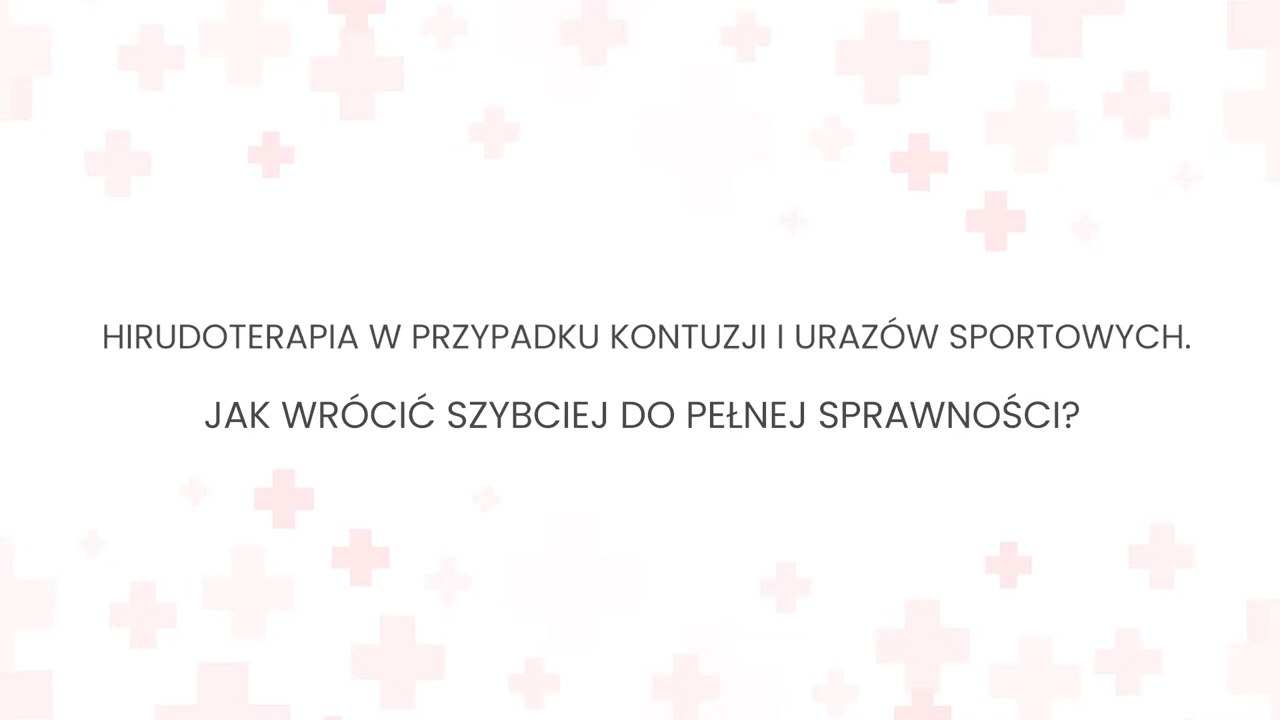 HIRUDOTERAPIA W PRZYPADKU KONTUZJI I URAZÓW SPORTOWYCH.
JAK WRÓCIĆ SZYBCIEJ DO PEŁNEJ SPRAWNOŚCI?